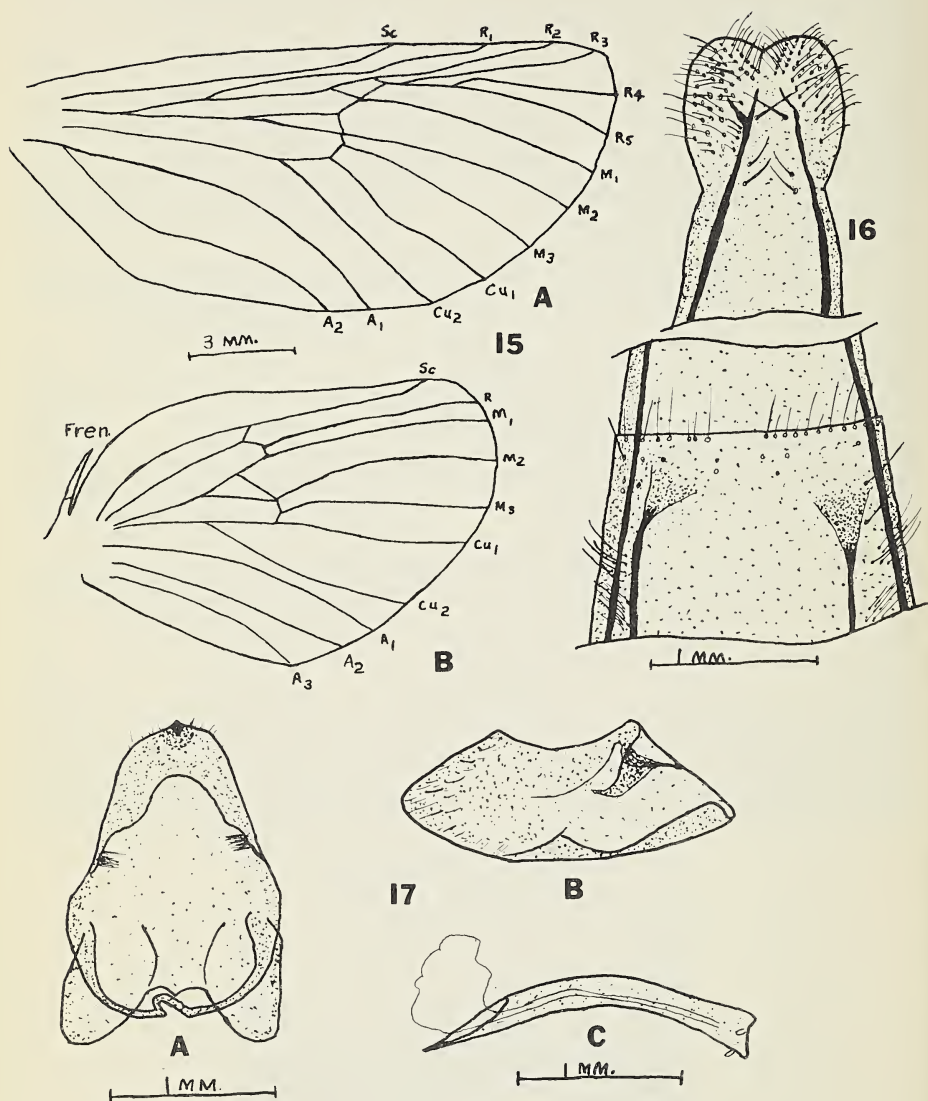 Sc R1 R2 R3
R4
R5
M1
M2
M3
Cu1
Cu2
A1
A2
A
3 MM.
15
Fren.
Sc
R
M1
M2
M3
Cu1
Cu2
A1
A2
A3
B
16
1 MM.
17
A
1 MM.
B
C
1 MM.